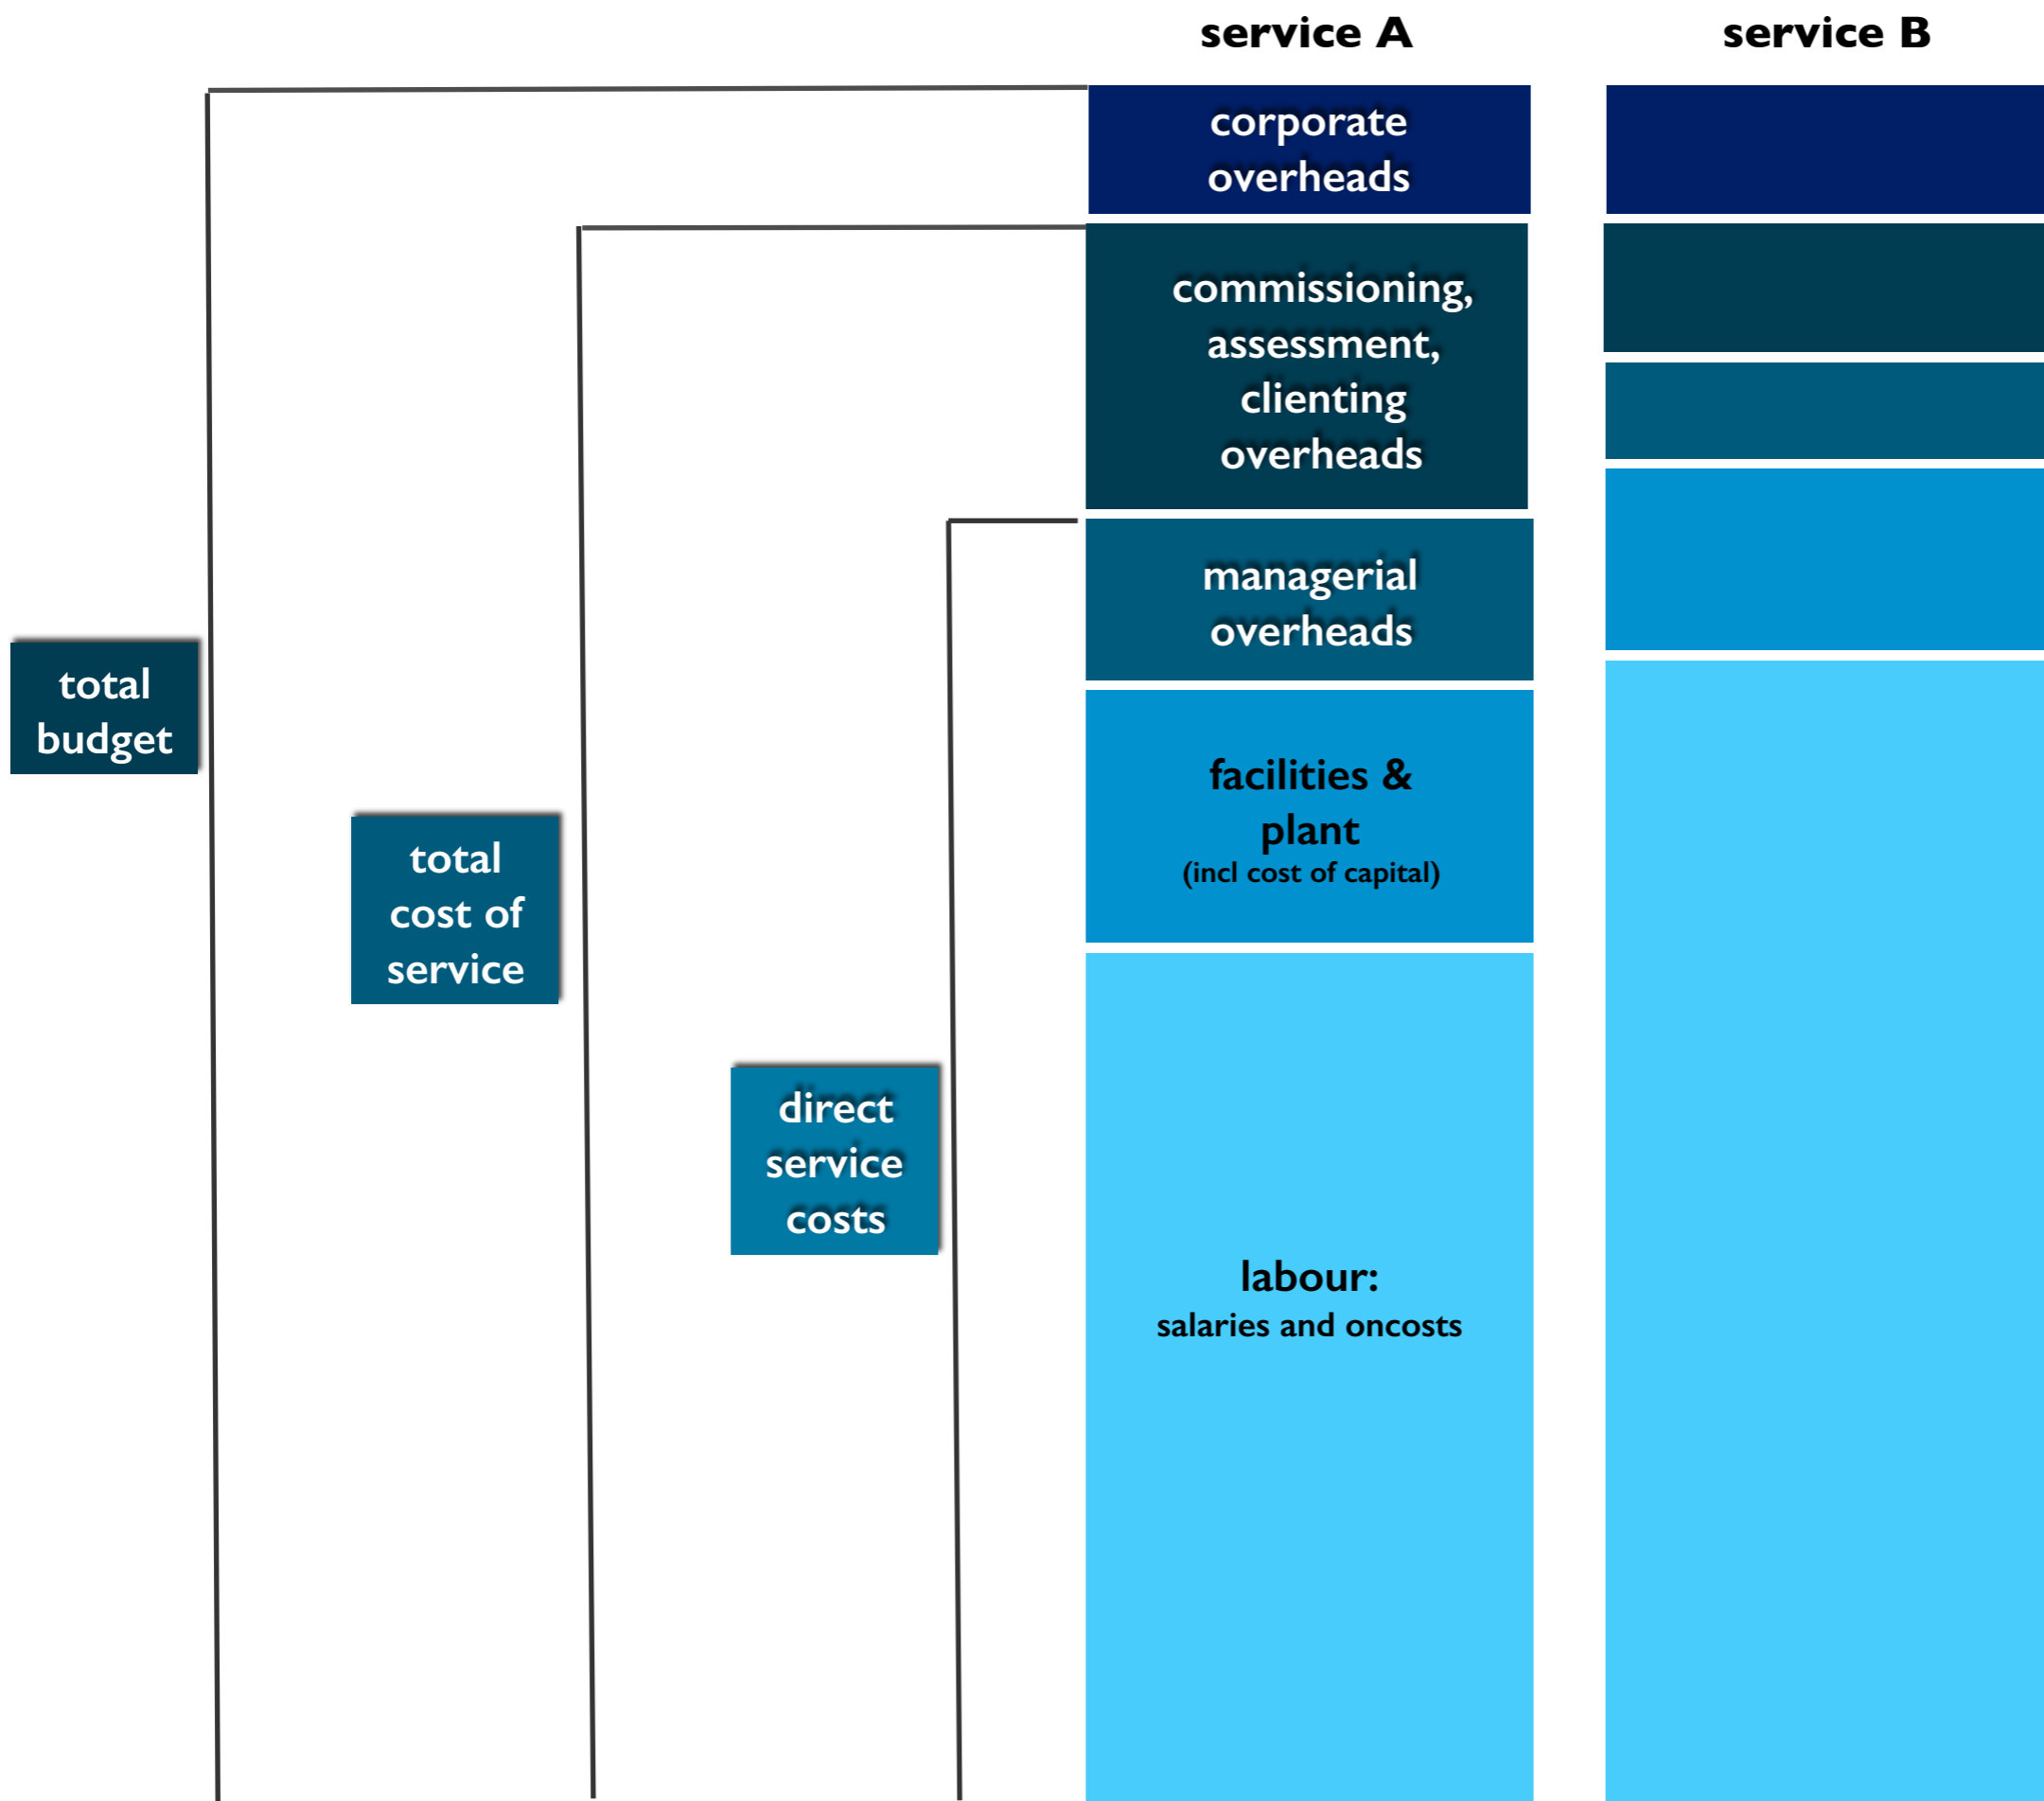 service A
service B
corporate
overheads
commissioning,
assessment,
clienting
overheads
managerial
overheads
total
budget
facilities &
plant
(incl cost of capital)
total
cost of
service
direct
service
costs
labour:
salaries and oncosts